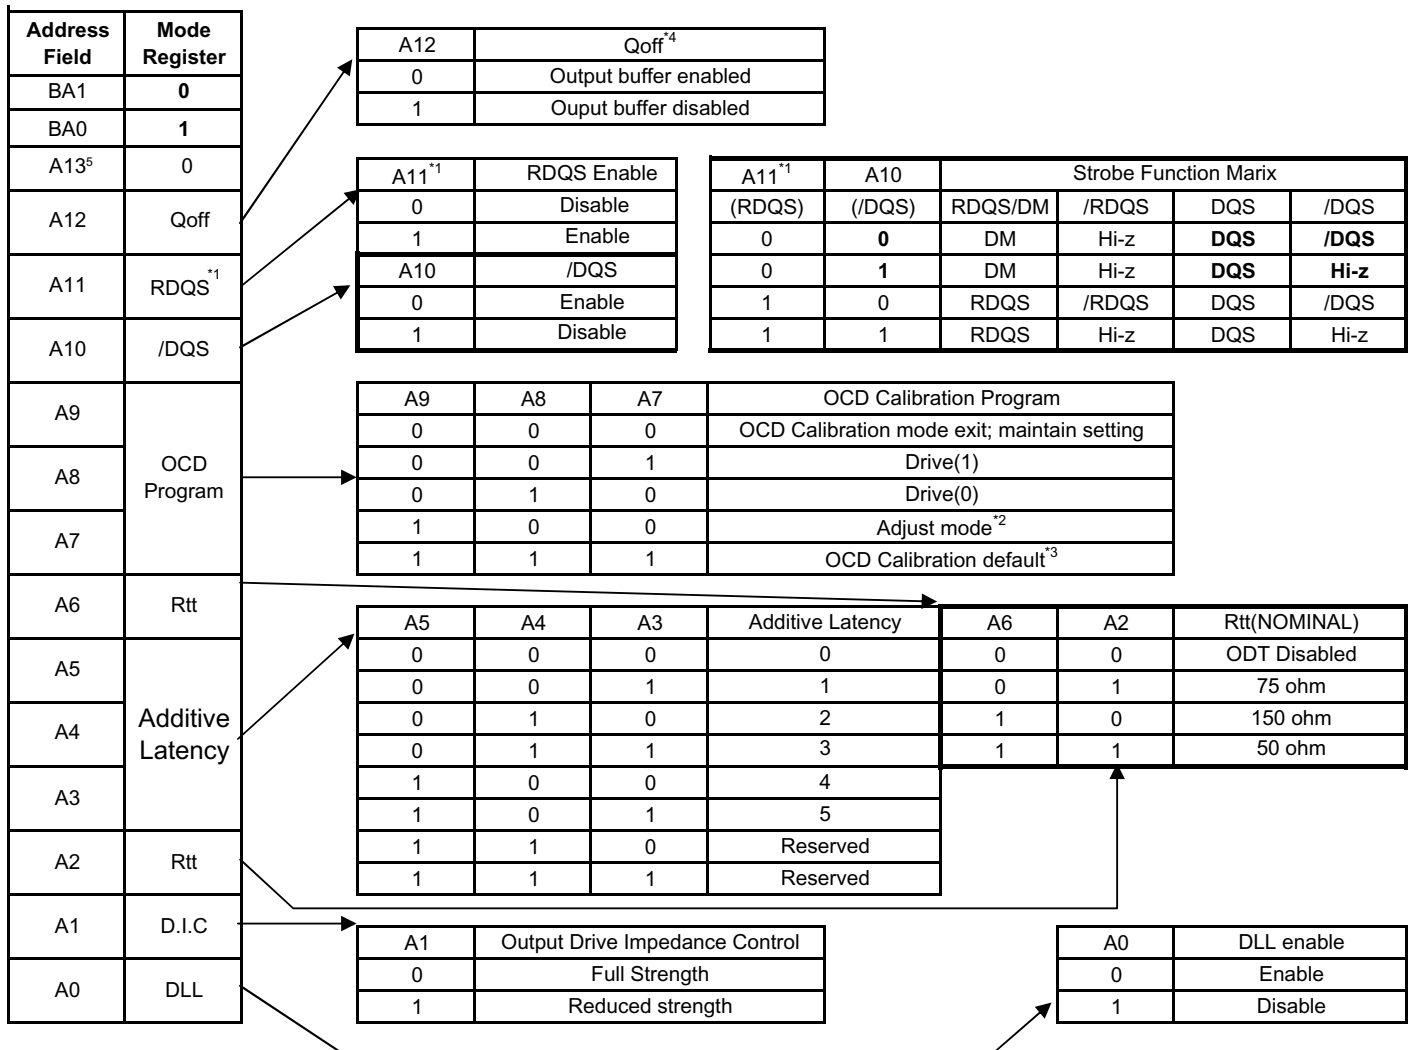 Address Field Mode Register
BA1 0
BA0 1
A13⁵ 0
A12 Qoff
A11 RDQS*1
A10 /DQS
A9
A8
A7
OCD
Program
A6 Rtt
A5
A4
A3
Additive
Latency
A2 Rtt
A1 D.I.C
A0 DLL
A12 Qoff*4
0 Output buffer enabled
1 Ouput buffer disabled
A11*1 RDQS Enable
0 Disable
1 Enable
A10 /DQS
0 Enable
1 Disable
A11*1 A10 Strobe Function Marix
(RDQS) (/DQS) RDQS/DM /RDQS DQS /DQS
0 0 DM Hi-z DQS /DQS
0 1 DM Hi-z DQS Hi-z
1 0 RDQS /RDQS DQS /DQS
1 1 RDQS Hi-z DQS Hi-z
A9 A8 A7 OCD Calibration Program
0 0 0 OCD Calibration mode exit; maintain setting
0 0 1 Drive(1)
0 1 0 Drive(0)
1 0 0 Adjust mode*2
1 1 1 OCD Calibration default*3
A5 A4 A3 Additive Latency
0 0 0 0
0 0 1 1
0 1 0 2
0 1 1 3
1 0 0 4
1 0 1 5
1 1 0 Reserved
1 1 1 Reserved
A6 A2 Rtt(NOMINAL)
0 0 ODT Disabled
0 1 75 ohm
1 0 150 ohm
1 1 50 ohm
A1 Output Drive Impedance Control
0 Full Strength
1 Reduced strength
A0 DLL enable
0 Enable
1 Disable